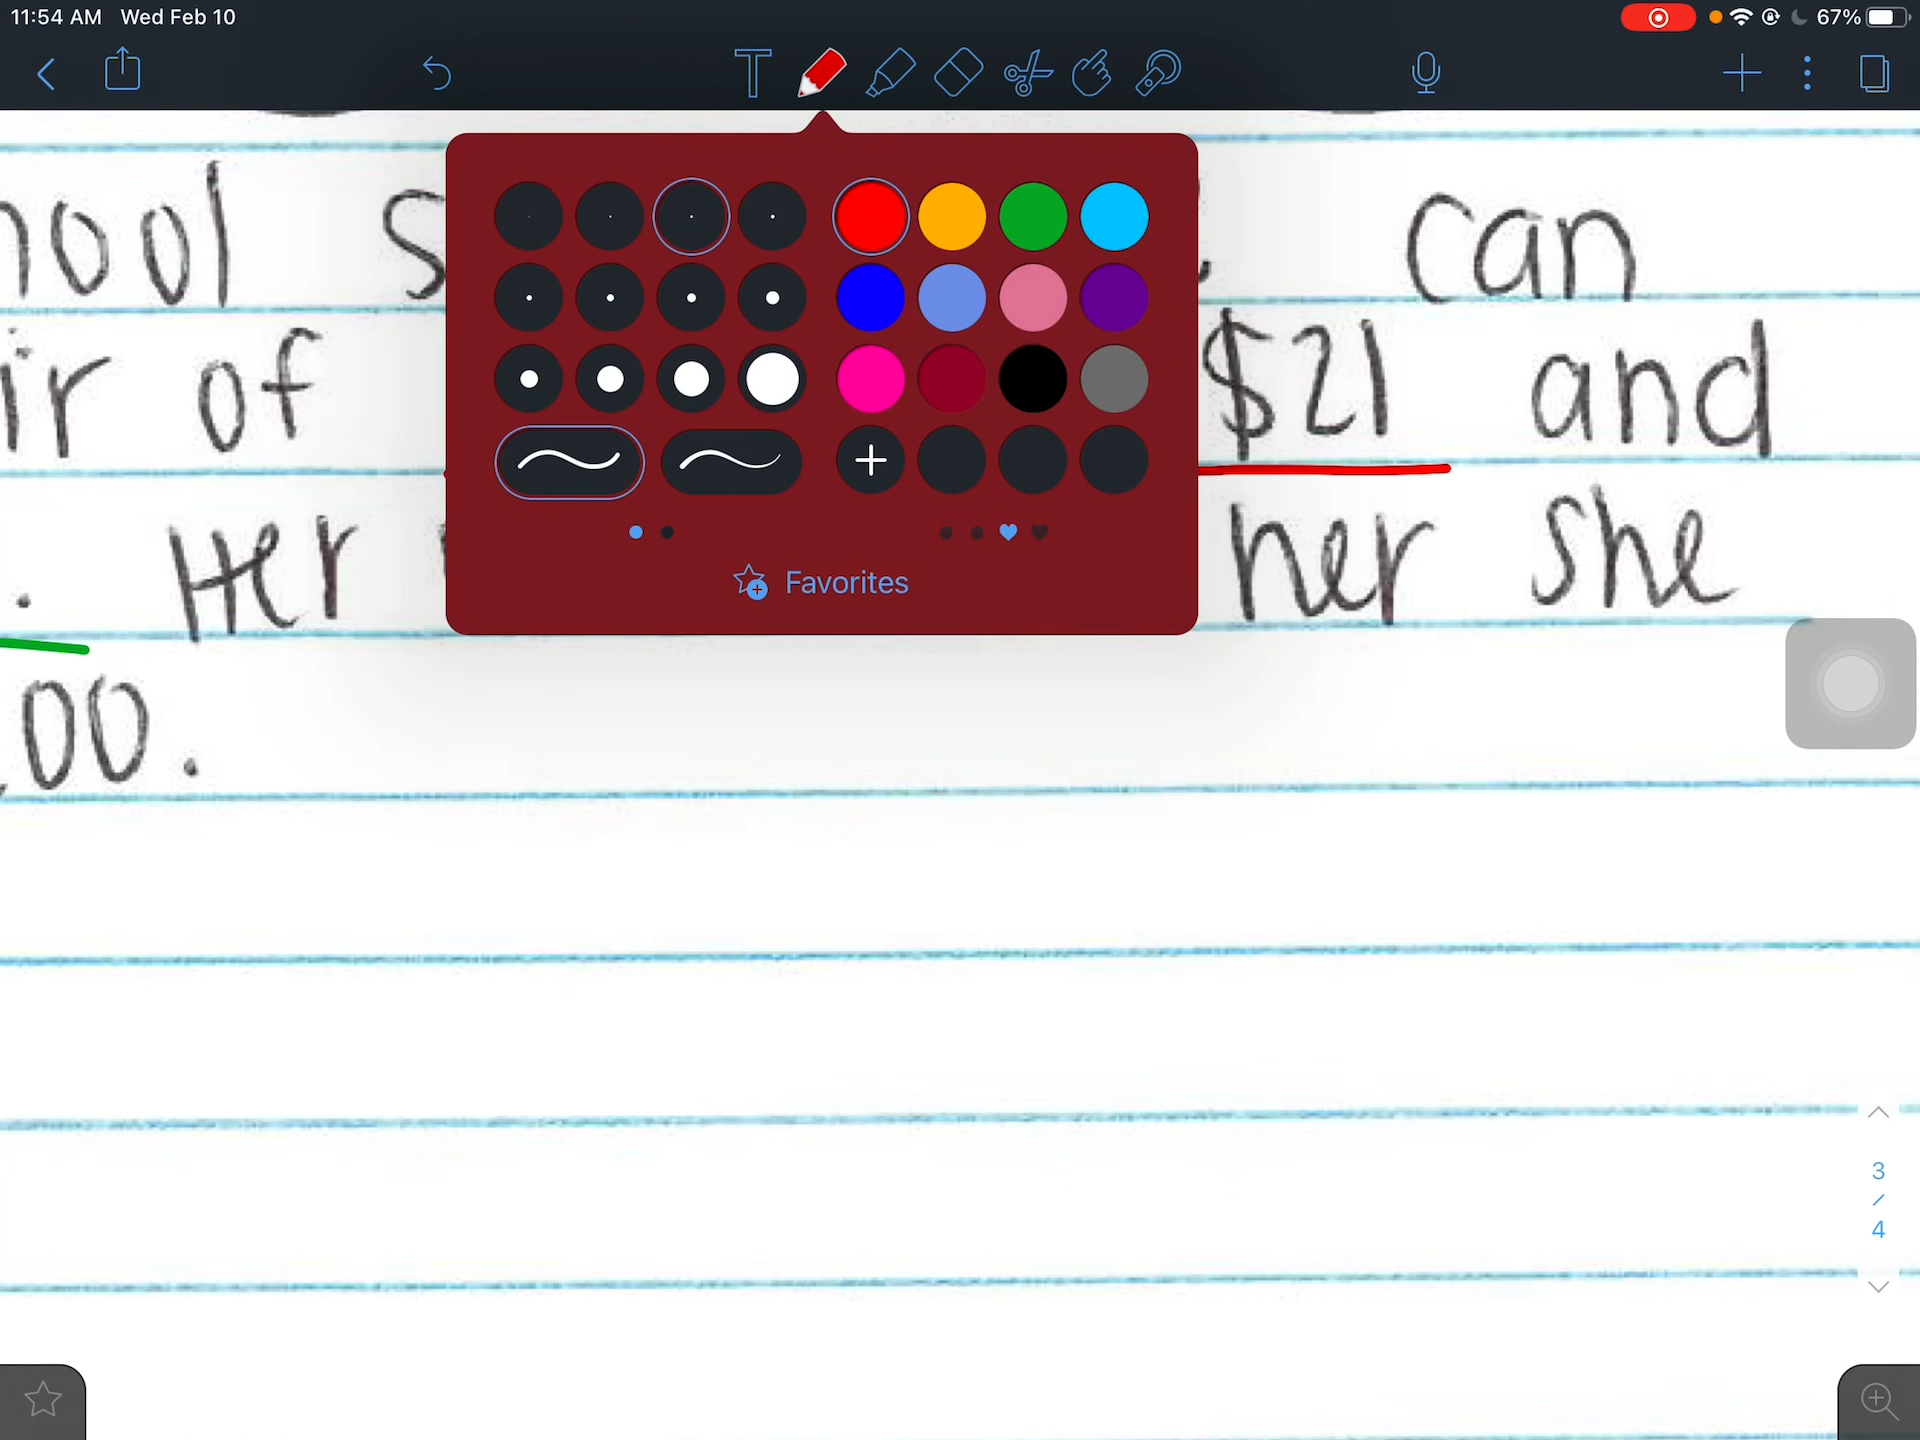 11:54 AM Wed Feb 10 67%
T
hool s can
ir of $21 and
. Her her she
.00.
Favorites
3
/
4